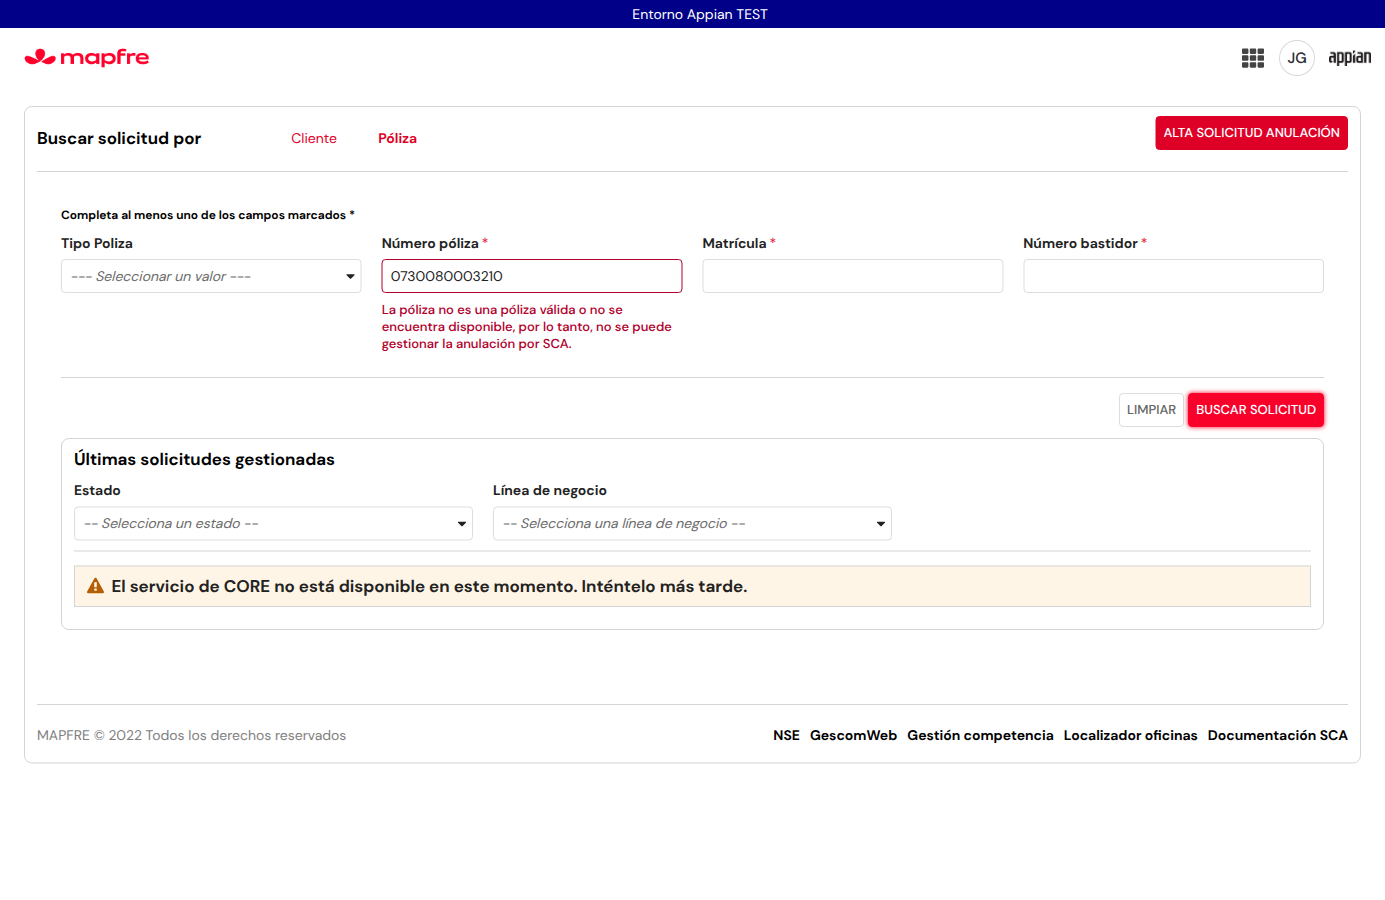 Entorno Appian TEST
mapfre
JG
appian
Buscar solicitud por
Cliente
Póliza
ALTA SOLICITUD ANULACIÓN
Completa al menos uno de los campos marcados *
Tipo Poliza
Número póliza *
Matrícula *
Número bastidor *
--- Seleccionar un valor ---
0730080003210
La póliza no es una póliza válida o no se
encuentra disponible, por lo tanto, no se puede
gestionar la anulación por SCA.
LIMPIAR
BUSCAR SOLICITUD
Últimas solicitudes gestionadas
Estado
Línea de negocio
-- Selecciona un estado --
-- Selecciona una línea de negocio --
El servicio de CORE no está disponible en este momento. Inténtelo más tarde.
MAPFRE © 2022 Todos los derechos reservados
NSE GescomWeb Gestión competencia Localizador oficinas Documentación SCA